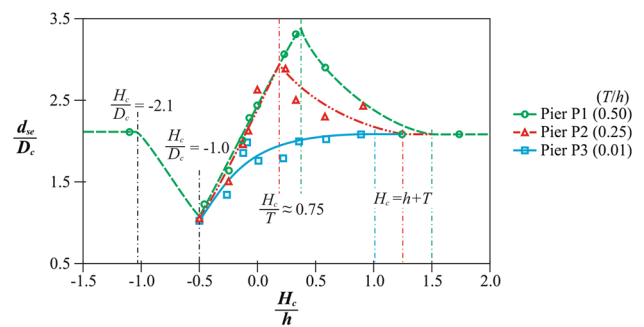 3.5
2.5
1.5
0.5
d_se
D_c
H_c
D_c = -2.1
H_c
D_c = -1.0
H_c
T ≈ 0.75
H_c = h+T
(T/h)
Pier P1 (0.50)
Pier P2 (0.25)
Pier P3 (0.01)
-1.5 -1.0 -0.5 0.0 0.5 1.0 1.5 2.0
H_c
h